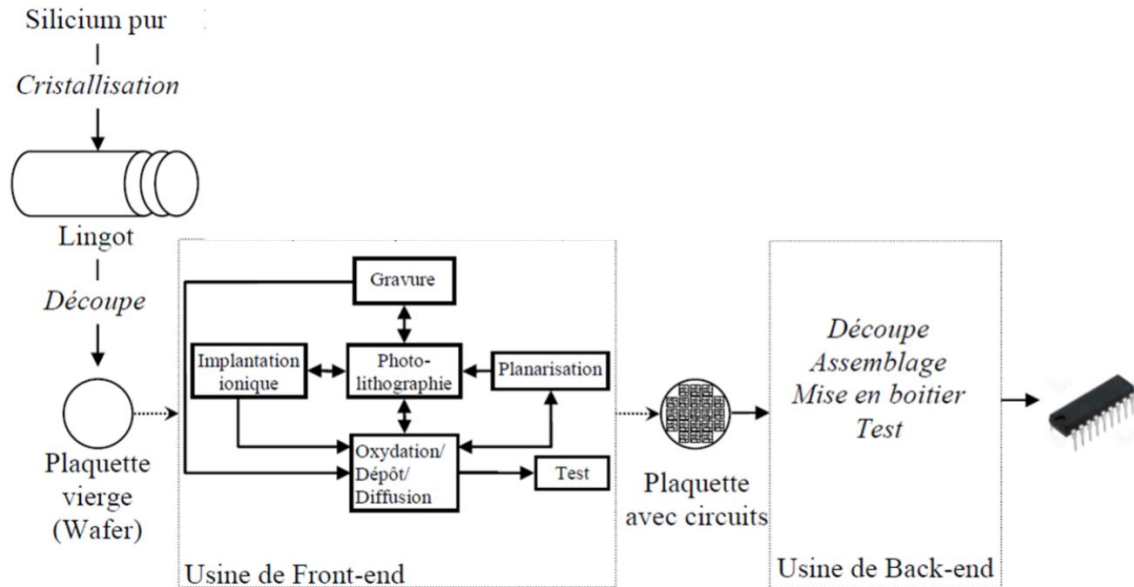 Silicium pur
Cristallisation
Lingot
Découpe
Plaquette
vierge
(Wafer)
Gravure
Implantation
ionique
Photo-
lithographie
Planarisation
Oxydation/
Dépôt/
Diffusion
Test
Usine de Front-end
Plaquette
avec circuits
Découpe
Assemblage
Mise en boitier
Test
Usine de Back-end